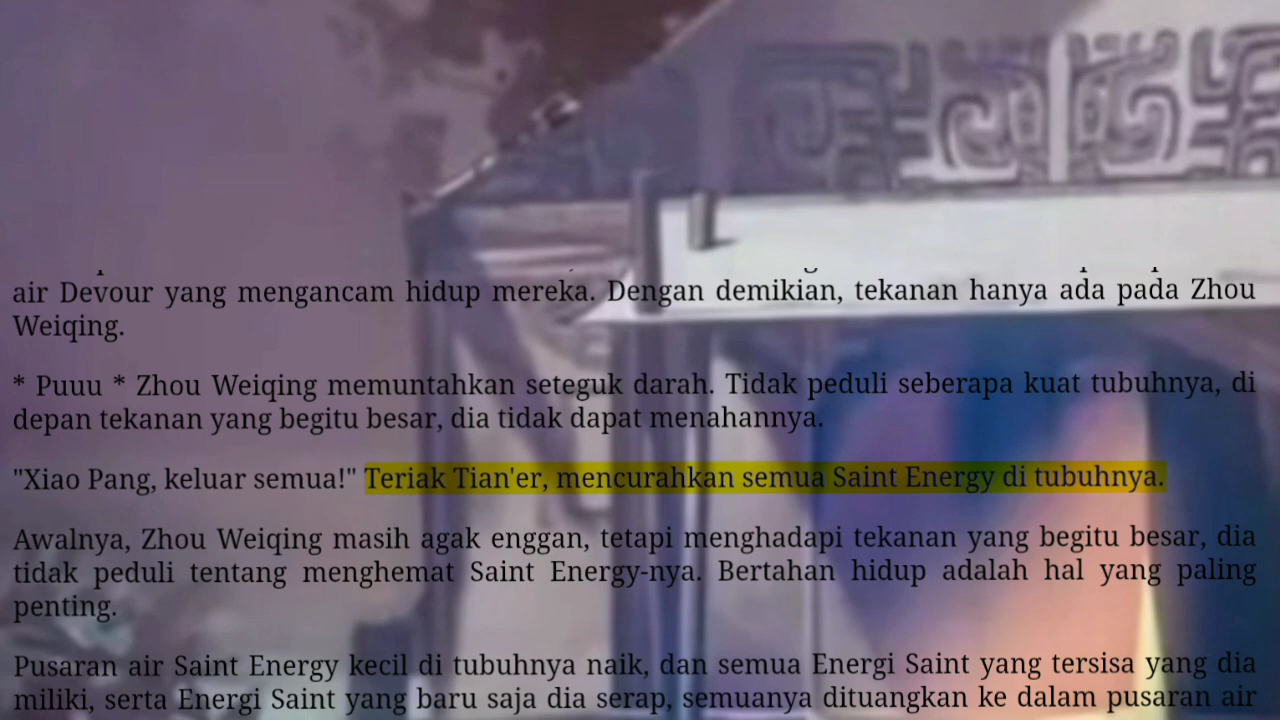 air Devour yang mengancam hidup mereka. Dengan demikian, tekanan hanya ada pada Zhou
Weiqing.
* Puuu * Zhou Weiqing memuntahkan seteguk darah. Tidak peduli seberapa kuat tubuhnya, di
depan tekanan yang begitu besar, dia tidak dapat menahannya.
"Xiao Pang, keluar semua!" Teriak Tian'er, mencurahkan semua Saint Energy di tubuhnya.
Awalnya, Zhou Weiqing masih agak enggan, tetapi menghadapi tekanan yang begitu besar, dia
tidak peduli tentang menghemat Saint Energy-nya. Bertahan hidup adalah hal yang paling
penting.
Pusaran air Saint Energy kecil di tubuhnya naik, dan semua Energi Saint yang tersisa yang dia
miliki, serta Energi Saint yang baru saja dia serap, semuanya dituangkan ke dalam pusaran air